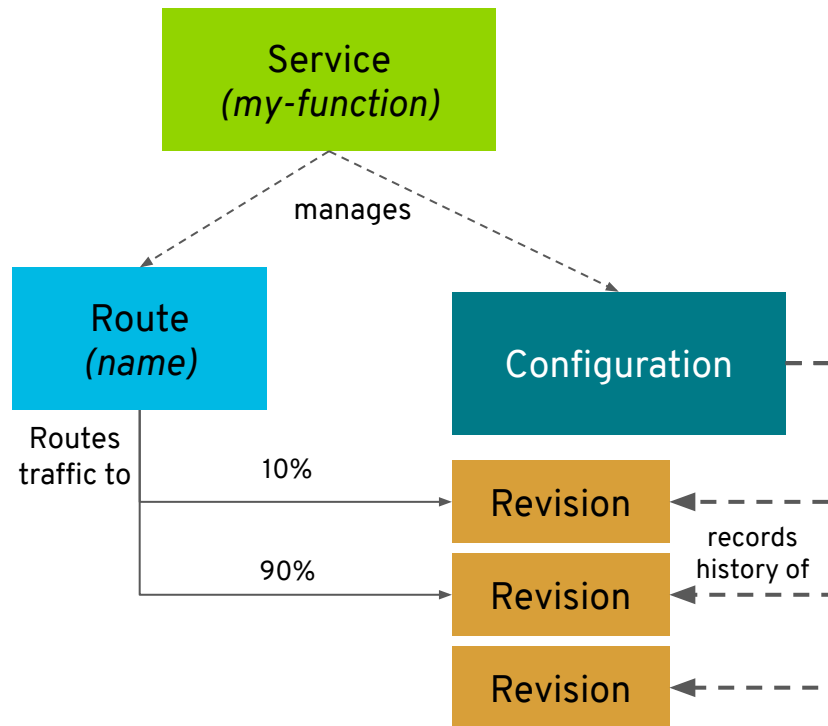 Service
(my-function)
manages
Route
(name)
Configuration
Routes
traffic to
10%
Revision
records
history of
90%
Revision
Revision